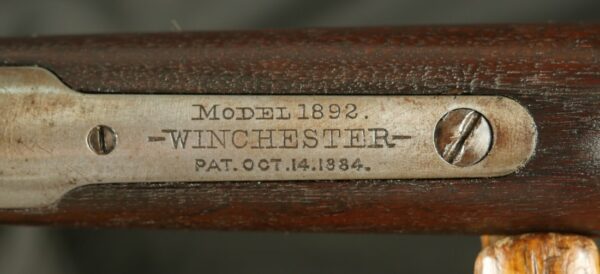 MODEL 1892.
-WINCHESTER-
PAT. OCT. 14. 1884.